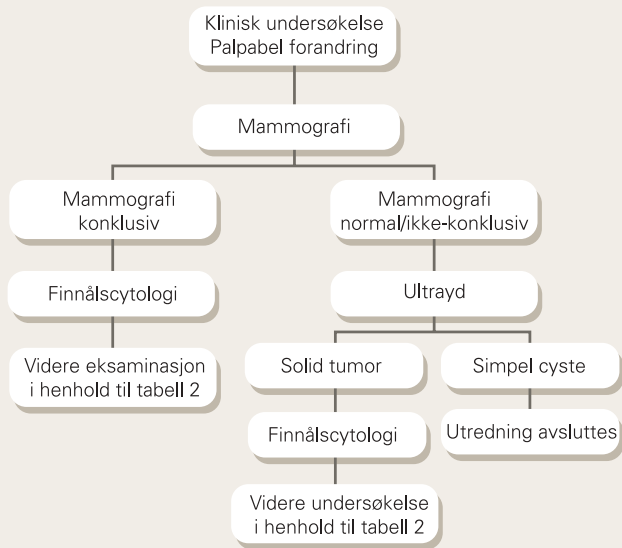 Klinisk undersøkelse
Palpabel forandring
Mammografi
Mammografi
konklusiv
Mammografi
normal/ikke-konklusiv
Finnålscytologi
Ultrayd
Videre eksaminasjon
i henhold til tabell 2
Solid tumor
Simpel cyste
Finnålscytologi
Utredning avsluttes
Videre undersøkelse
i henhold til tabell 2